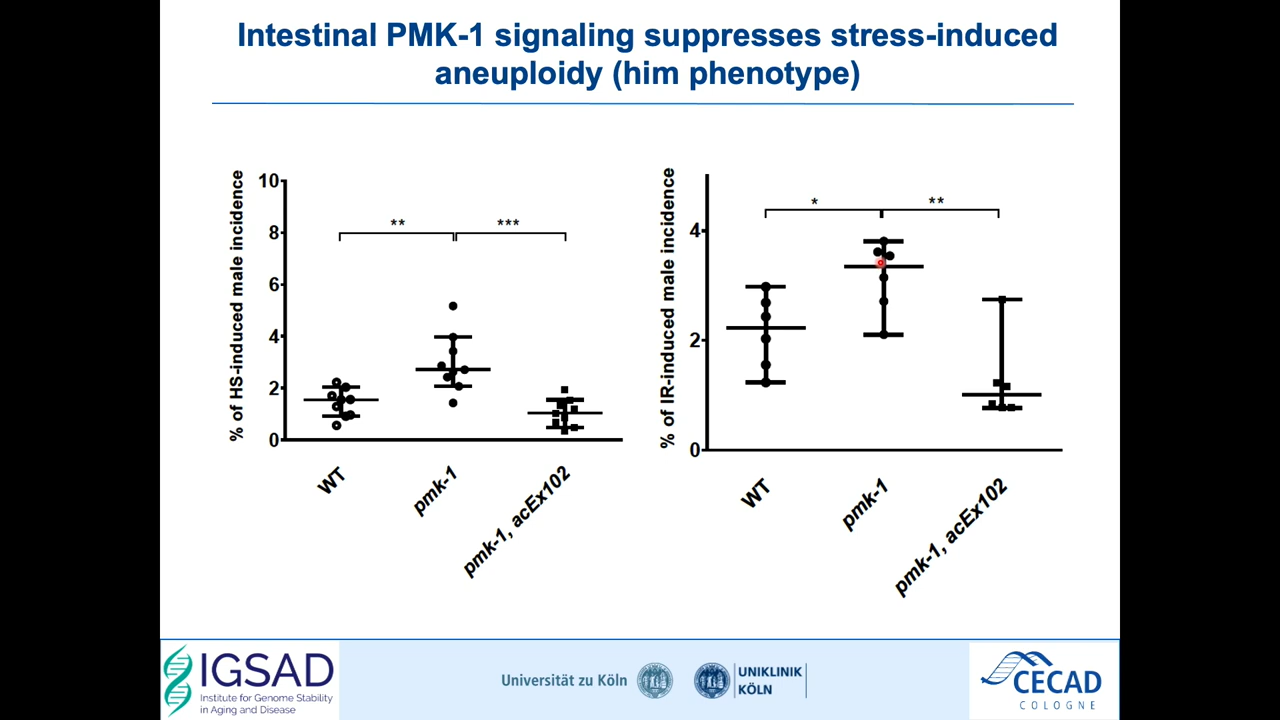 Intestinal PMK-1 signaling suppresses stress-induced
aneuploidy (him phenotype)
% of HS-induced male incidence
10
8
6
4
2
0
**
***
WT
pmk-1
pmk-1, acEx102
% of IR-induced male incidence
4
2
0
*
**
WT
pmk-1
pmk-1, acEx102
IGSAD
Institute for Genome Stability
in Aging and Disease
Universität zu Köln
UNIKLINIK
KÖLN
CECAD
COLOGNE